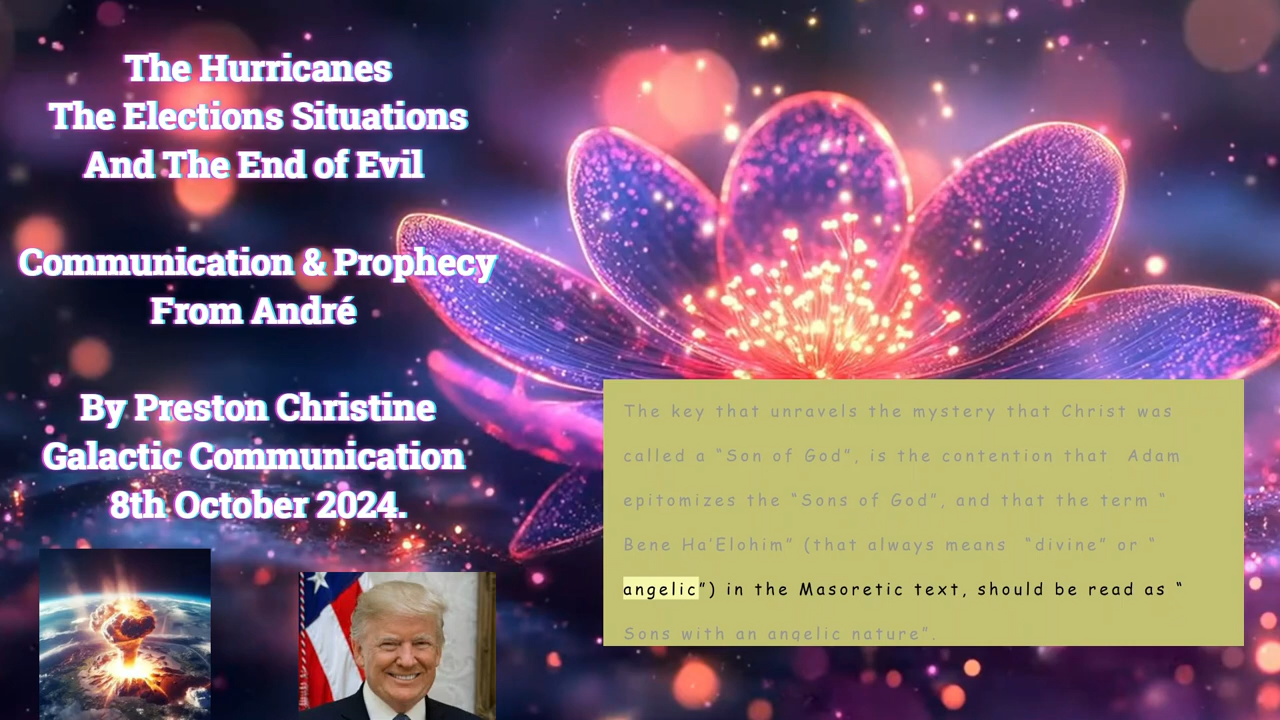 The Hurricanes
The Elections Situations
And The End of Evil
Communication & Prophecy
From André
By Preston Christine
Galactic Communication
8th October 2024.
The key that unravels the mystery that Christ was
called a “Son of God”, is the contention that  Adam
epitomizes the “Sons of God”, and that the term “
Bene Ha’Elohim” (that always means  “divine” or “
angelic”) in the Masoretic text, should be read as “
Sons with an angelic nature”.